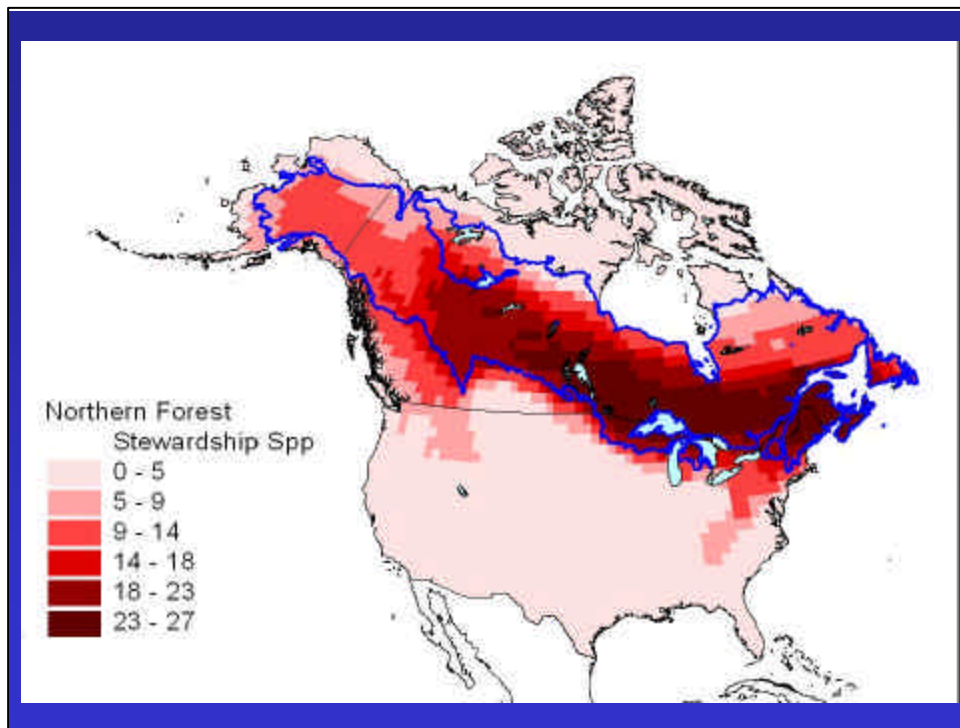 Northern Forest
Stewardship Spp
0 - 5
5 - 9
9 - 14
14 - 18
18 - 23
23 - 27